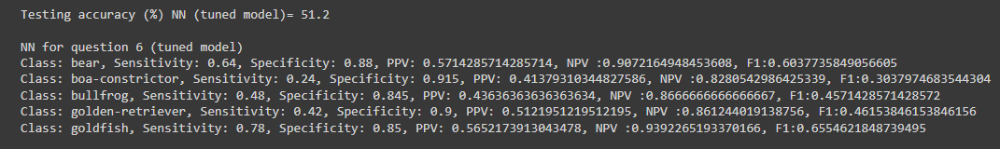 Testing accuracy (%) NN (tuned model)= 51.2
NN for question 6 (tuned model)
Class: bear, Sensitivity: 0.64, Specificity: 0.88, PPV: 0.5714285714285714, NPV :0.9072164948453608, F1:0.6037735849056605
Class: boa-constrictor, Sensitivity: 0.24, Specificity: 0.915, PPV: 0.41379310344827586, NPV :0.8280542986425339, F1:0.3037974683544304
Class: bullfrog, Sensitivity: 0.48, Specificity: 0.845, PPV: 0.43636363636363634, NPV :0.8666666666666667, F1:0.4571428571428572
Class: golden-retriever, Sensitivity: 0.42, Specificity: 0.9, PPV: 0.5121951219512195, NPV :0.861244019138756, F1:0.46153846153846156
Class: goldfish, Sensitivity: 0.78, Specificity: 0.85, PPV: 0.5652173913043478, NPV :0.9392265193370166, F1:0.6554621848739495